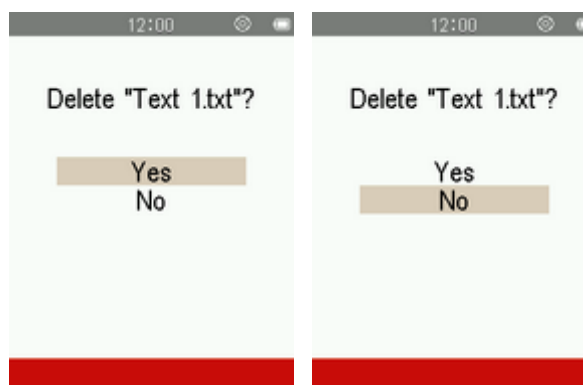 12:00
Delete "Text 1.txt"?
Yes
No
12:00
Delete "Text 1.txt"?
Yes
No